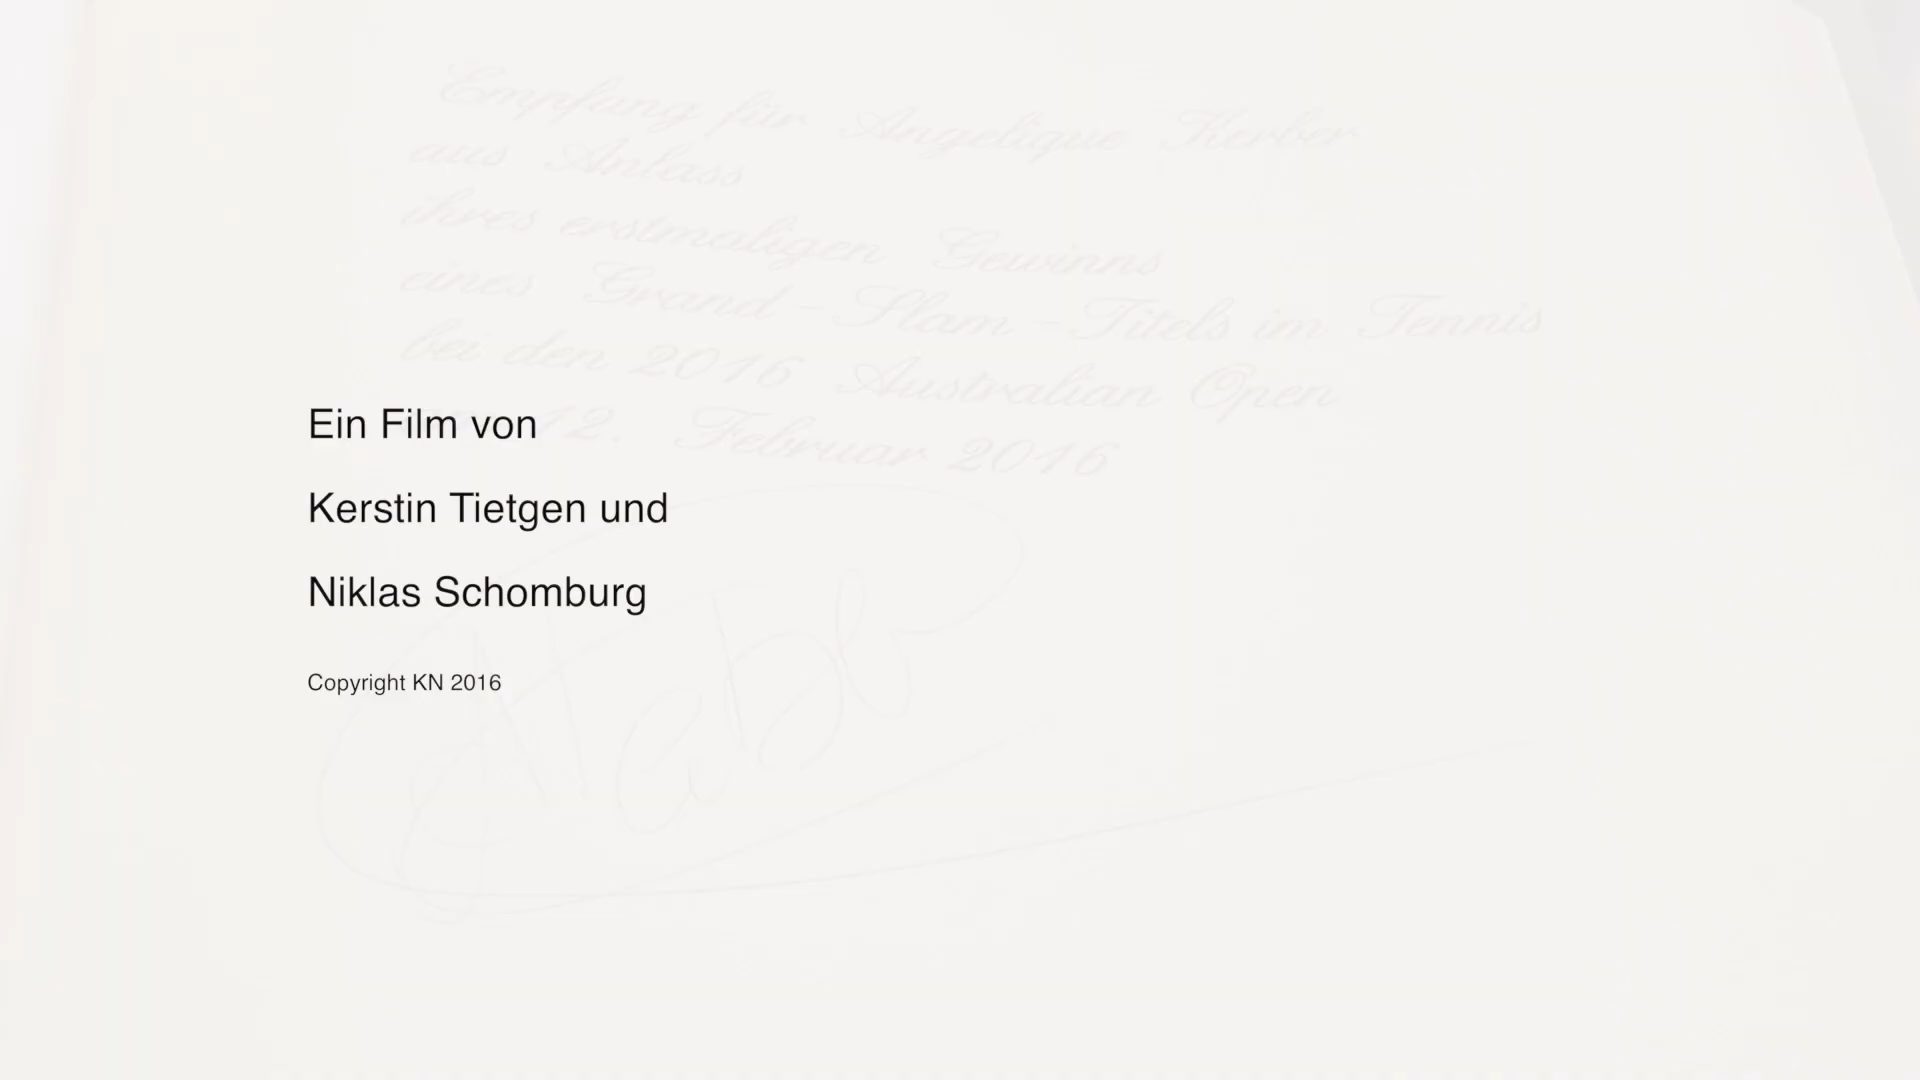 Empfang für Angelique Kerber
aus Anlass
ihres erstmaligen Gewinns
eines Grand-Slam-Titels im Tennis
bei den 2016 Australian Open
12. Februar 2016
Ein Film von
Kerstin Tietgen und
Niklas Schomburg
Copyright KN 2016